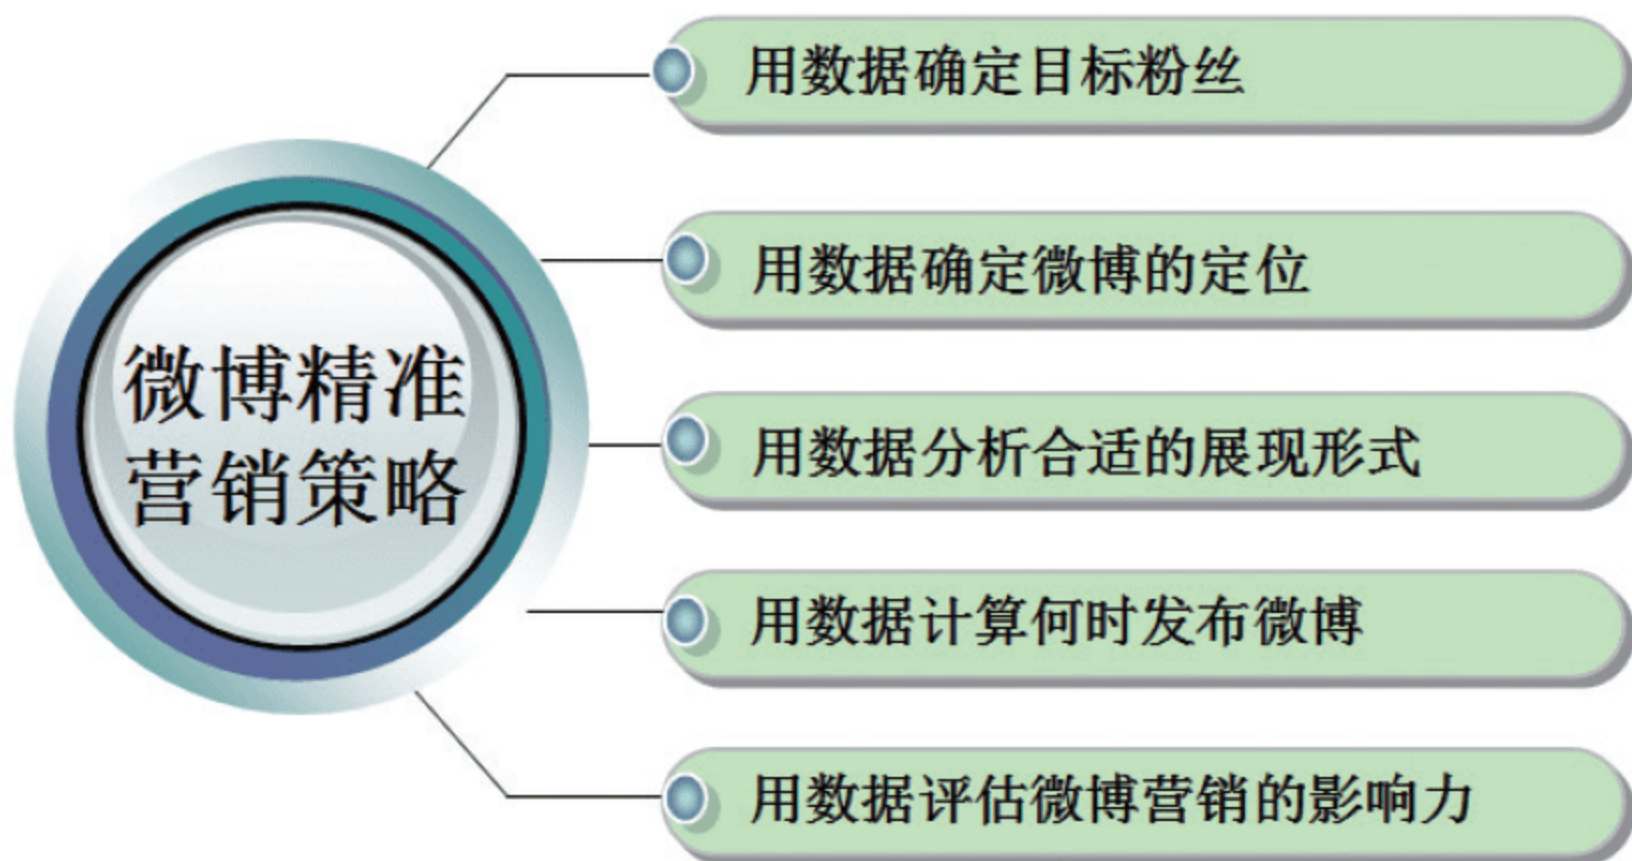 微博精准
营销策略
用数据确定目标粉丝
用数据确定微博的定位
用数据分析合适的展现形式
用数据计算何时发布微博
用数据评估微博营销的影响力